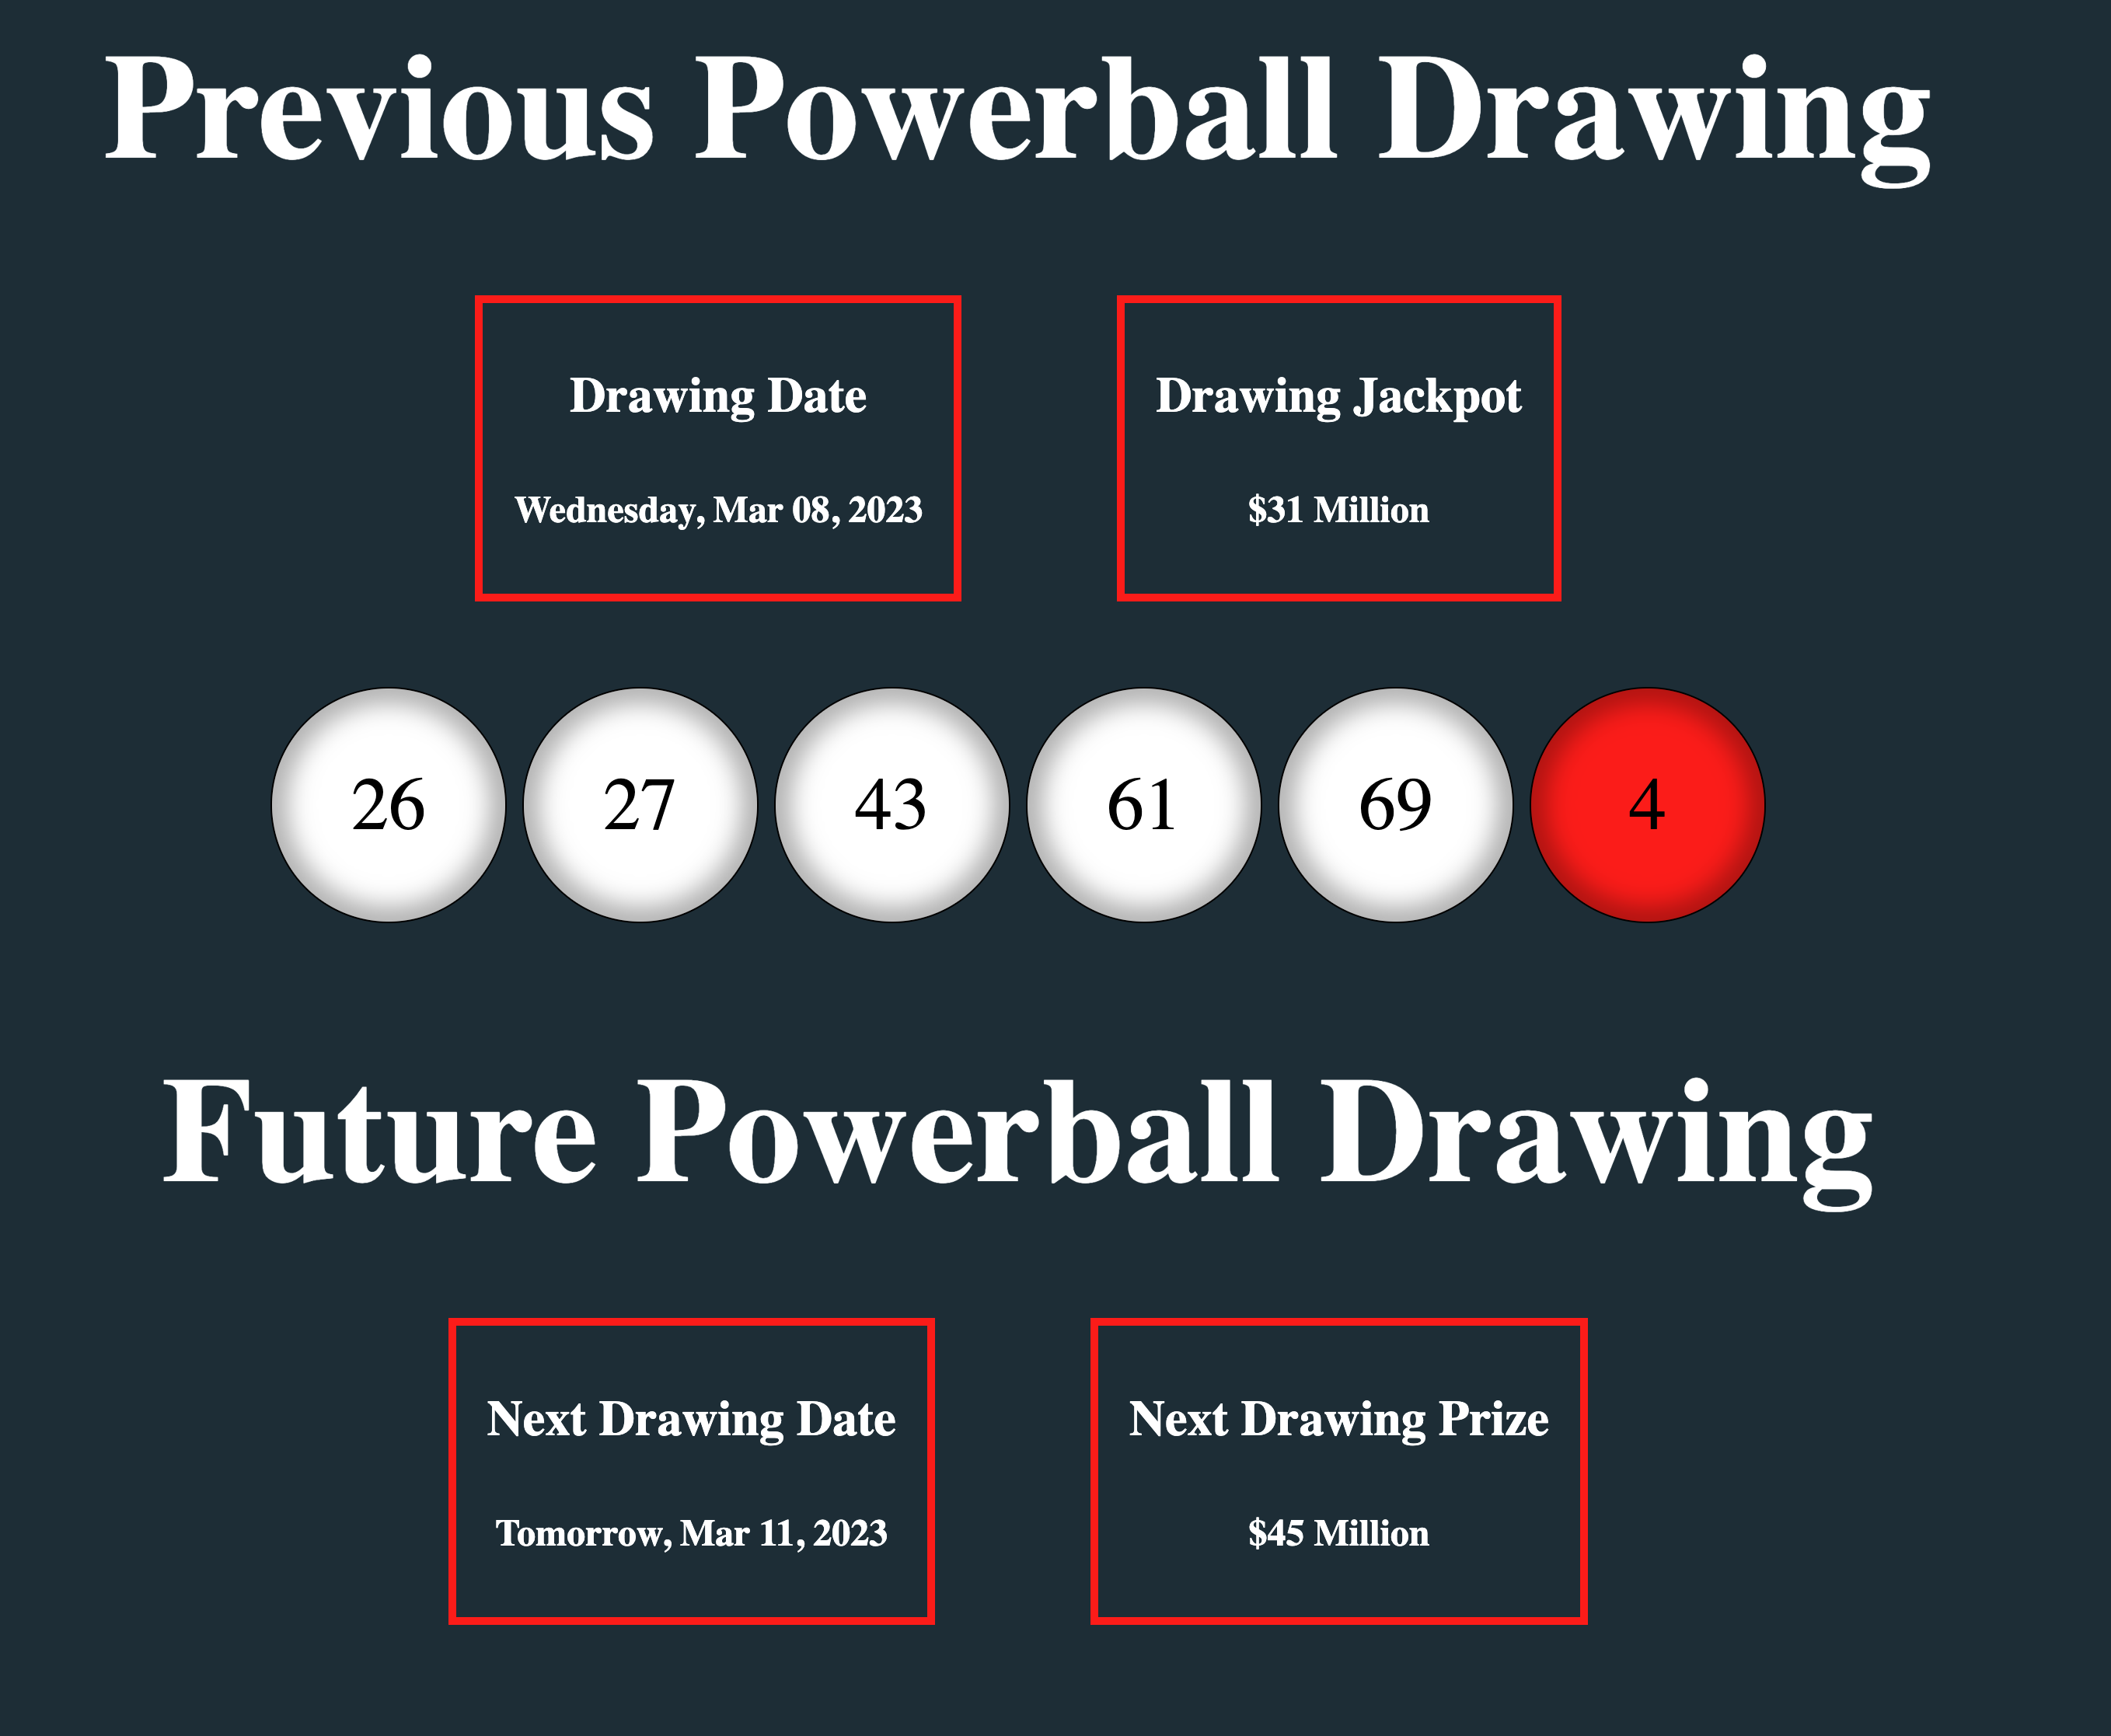 Previous Powerball Drawing
Drawing Date
Wednesday, Mar 08, 2023
Drawing Jackpot
$31 Million
26 27 43 61 69 4
Future Powerball Drawing
Next Drawing Date
Tomorrow, Mar 11, 2023
Next Drawing Prize
$45 Million